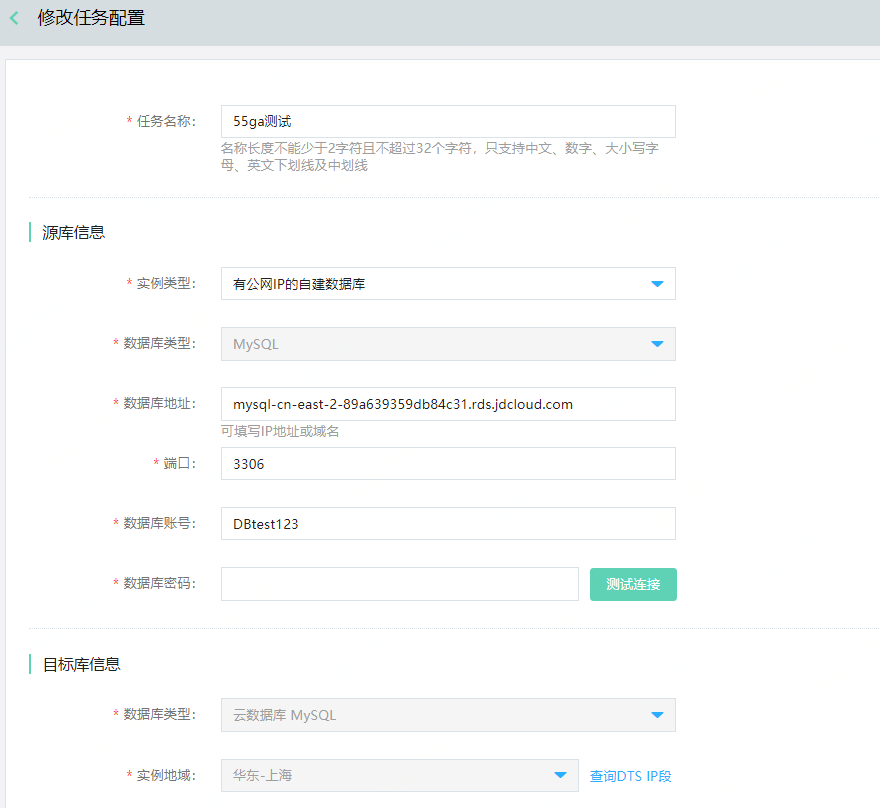 修改任务配置
* 任务名称: 55ga测试
名称长度不能少于2字符且不超过32个字符，只支持中文、数字、大小写字
母、英文下划线及中划线
源库信息
* 实例类型: 有公网IP的自建数据库
* 数据库类型: MySQL
* 数据库地址: mysql-cn-east-2-89a639359db84c31.rds.jdcloud.com
可填写IP地址或域名
* 端口: 3306
* 数据库账号: DBtest123
* 数据库密码: 测试连接
目标库信息
* 数据库类型: 云数据库 MySQL
* 实例地域: 华东-上海 查询DTS IP段